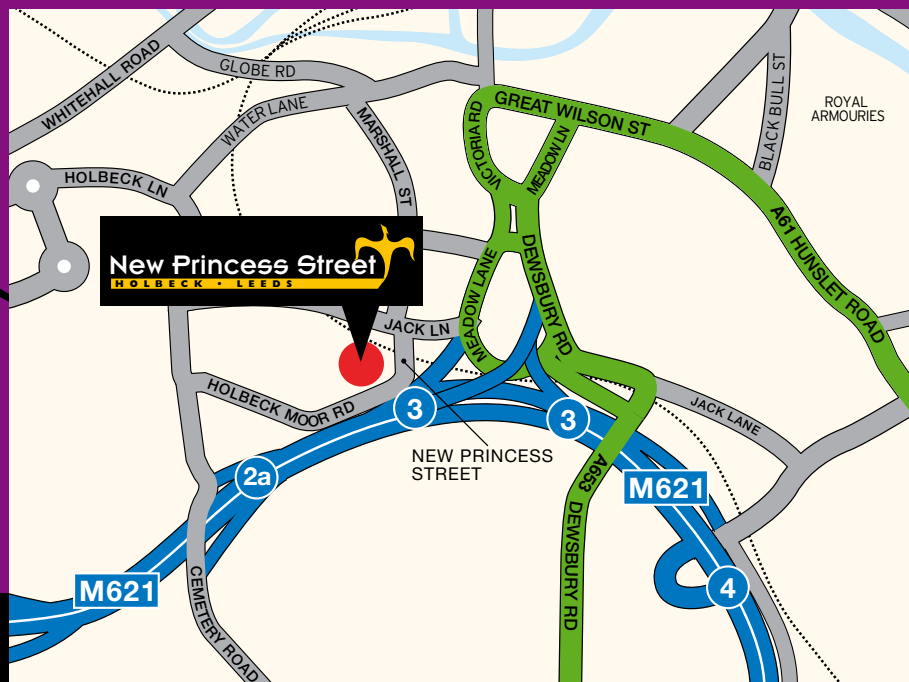 WHITEHALL ROAD
GLOBE RD
WATER LANE
MARSHALL ST
VICTORIA RD
GREAT WILSON ST
MEADOW LN
BLACK BULL ST
ROYAL
ARMOURIES
HOLBECK LN
A61 HUNSLET ROAD
New Princess Street
HOLBECK • LEEDS
MEADOW LANE
DEWSBURY RD
JACK LN
HOLBECK MOOR RD
3
3
JACK LANE
NEW PRINCESS
STREET
2a
A653 DEWSBURY RD
M621
M621
4
CEMETERY ROAD